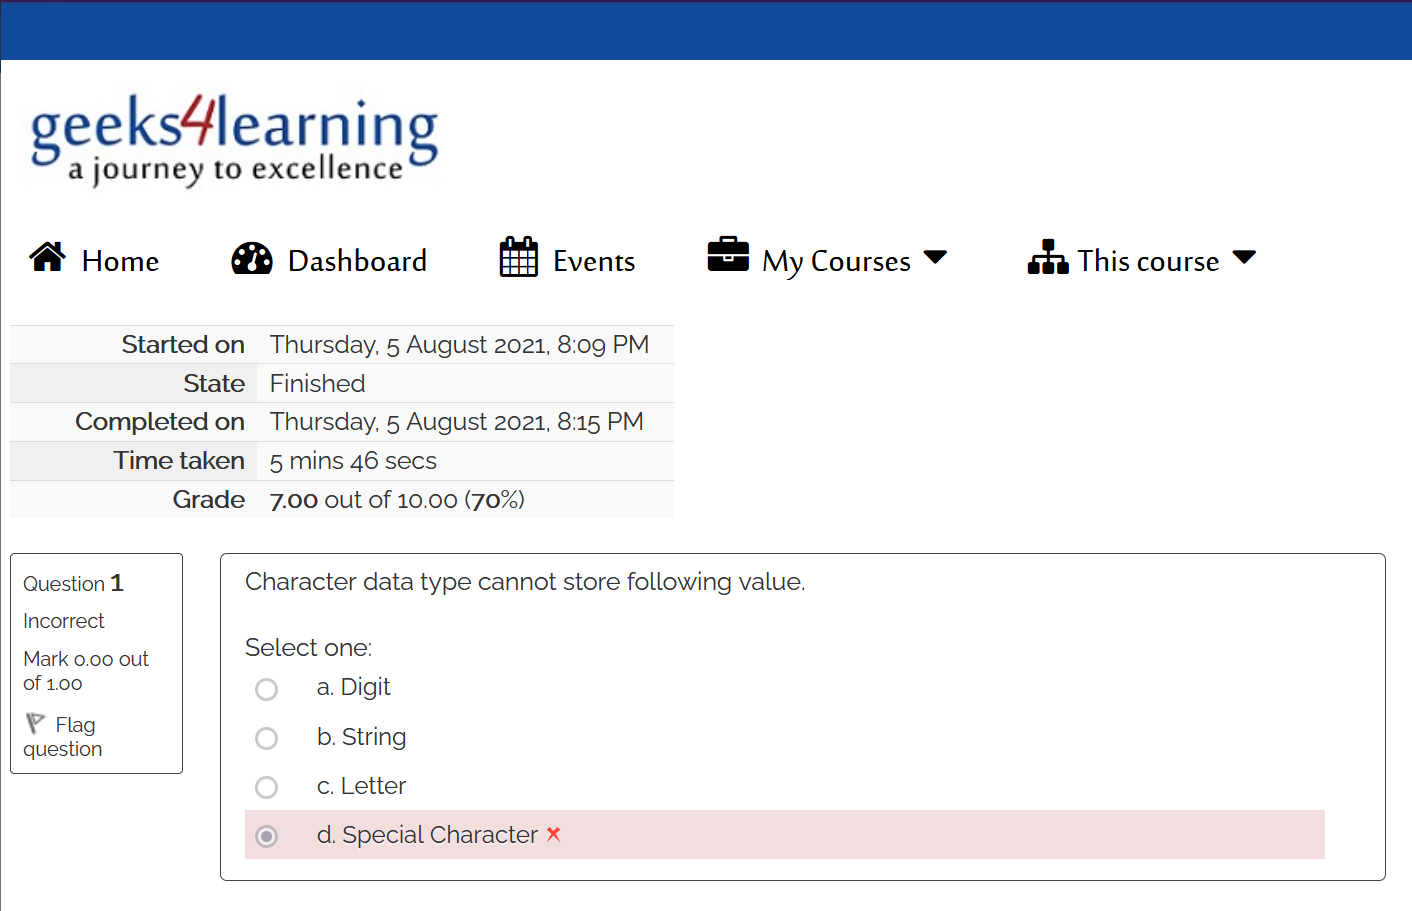 geeks4learning
a journey to excellence
Home Dashboard Events My Courses This course
Started on Thursday, 5 August 2021, 8:09 PM
State Finished
Completed on Thursday, 5 August 2021, 8:15 PM
Time taken 5 mins 46 secs
Grade 7.00 out of 10.00 (70%)
Question 1
Incorrect
Mark 0.00 out
of 1.00
Flag
question
Character data type cannot store following value.
Select one:
a. Digit
b. String
c. Letter
d. Special Character